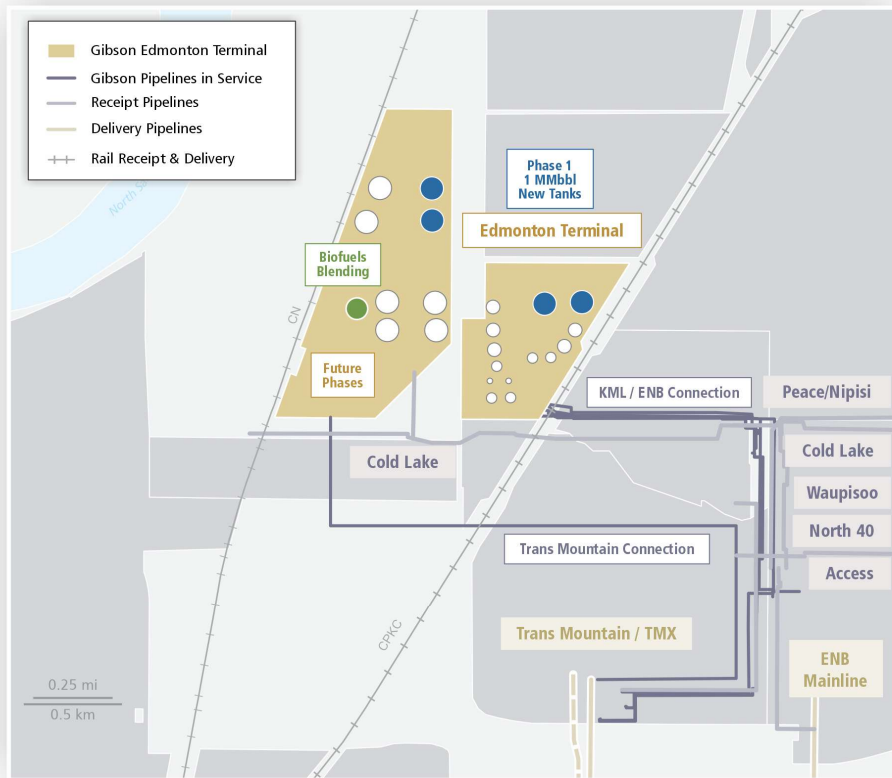 Gibson Edmonton Terminal
Gibson Pipelines in Service
Receipt Pipelines
Delivery Pipelines
Rail Receipt & Delivery
North
Phase 1
1 MMbbl
New Tanks
Edmonton Terminal
Biofuels
Blending
CN
Future
Phases
KML / ENB Connection
Peace/Nipisi
Cold Lake
Cold Lake
Waupisoo
North 40
Trans Mountain Connection
Access
CPKC
Trans Mountain / TMX
ENB
Mainline
0.25 mi
0.5 km